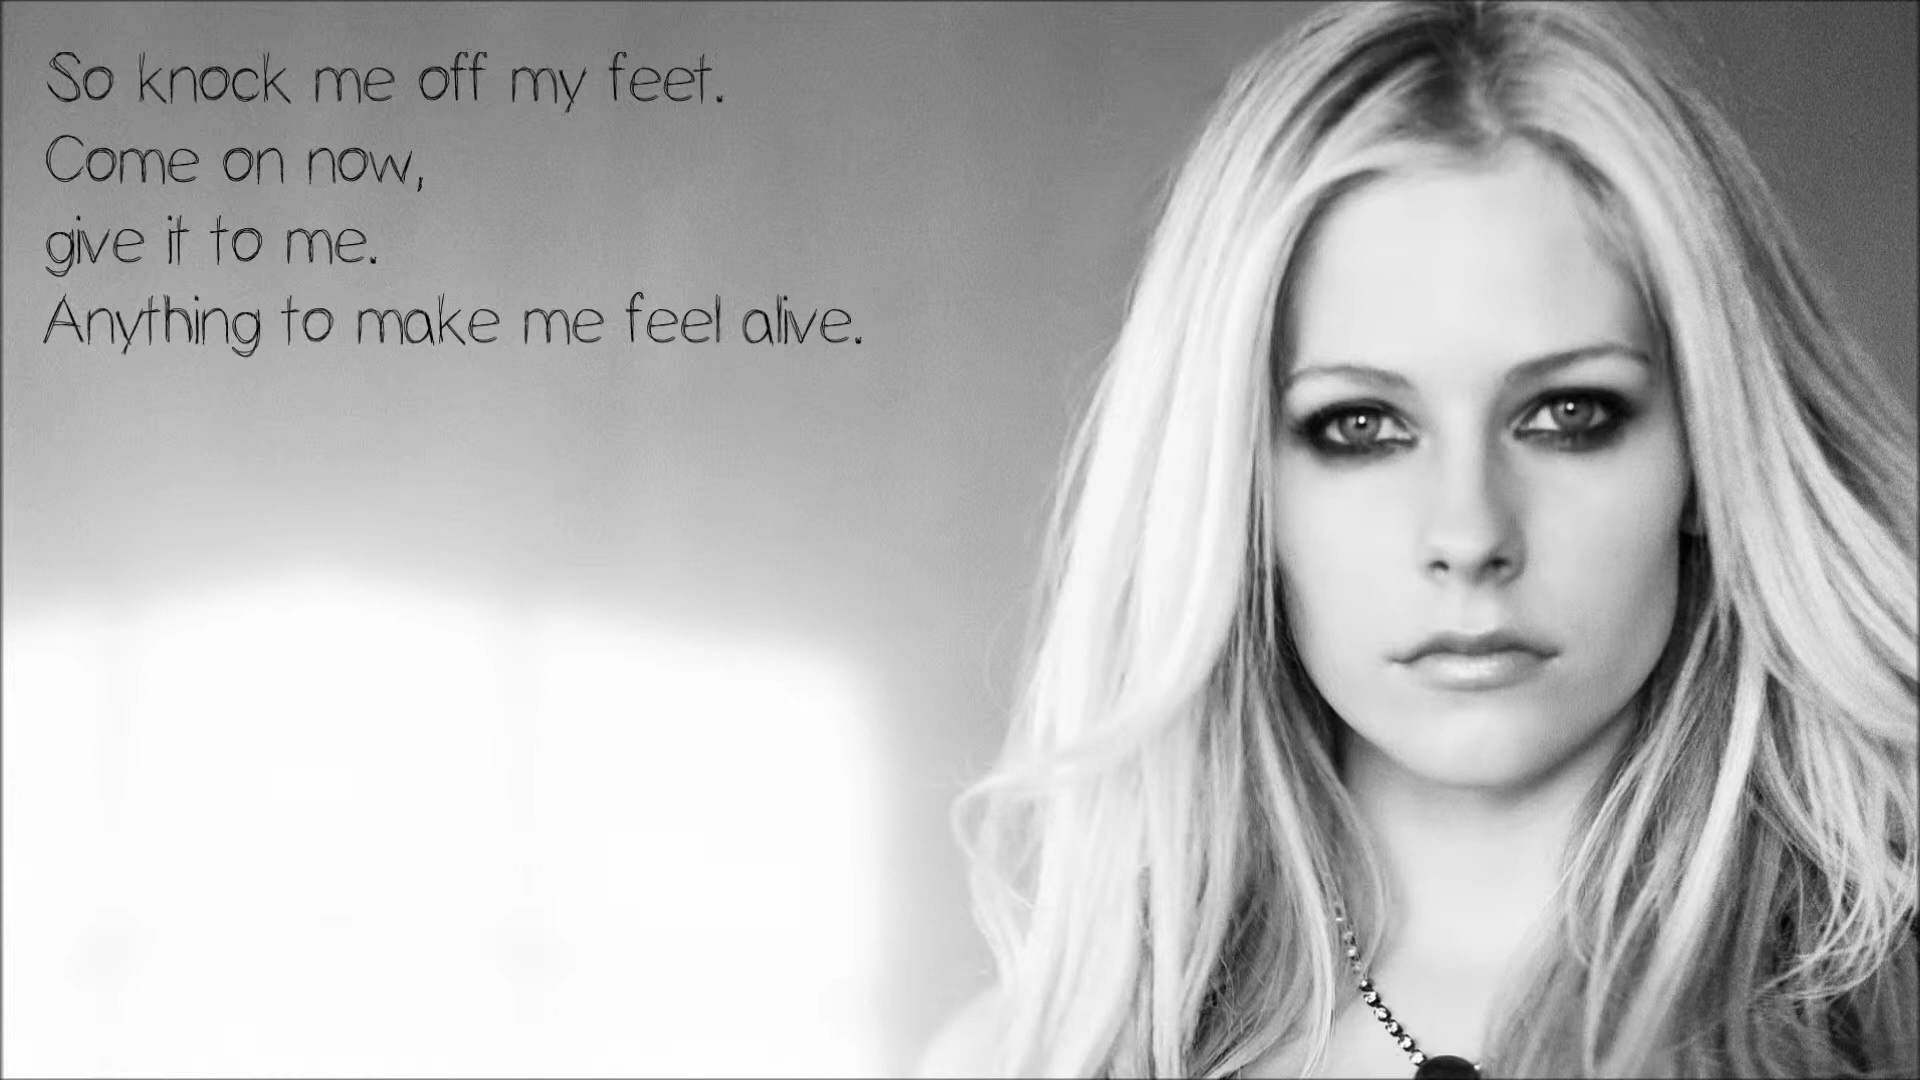 So knock me off my feet.
Come on now,
give it to me.
Anything to make me feel alive.